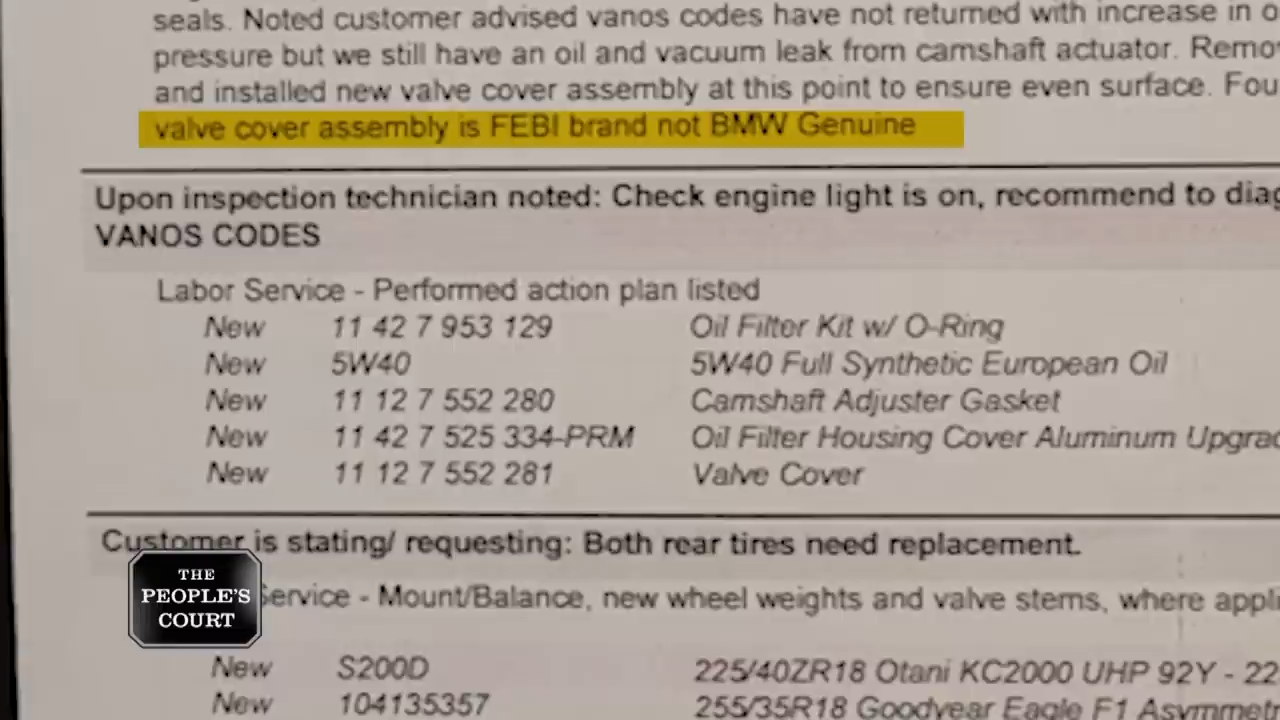 seals. Noted customer advised vanos codes have not returned with increase in
pressure but we still have an oil and vacuum leak from camshaft actuator.
and installed new valve cover assembly at this point to ensure even surface.
valve cover assembly is FEBI brand not BMW Genuine
Upon inspection technician noted: Check engine light is on, recommend to
VANOS CODES
Labor Service - Performed action plan listed
New 11 42 7 953 129 Oil Filter Kit w/ O-Ring
New 5W40 5W40 Full Synthetic European Oil
New 11 12 7 552 280 Camshaft Adjuster Gasket
New 11 42 7 525 334-PRM Oil Filter Housing Cover Aluminum
New 11 12 7 552 281 Valve Cover
Customer is stating/ requesting: Both rear tires need replacement.
Service - Mount/Balance, new wheel weights and valve stems, where
New S200D 225/40ZR18 Otani KC2000 UHP 92Y - 22
New 104135357 255/35R18 Goodyear Eagle F1
THE
PEOPLE'S
COURT